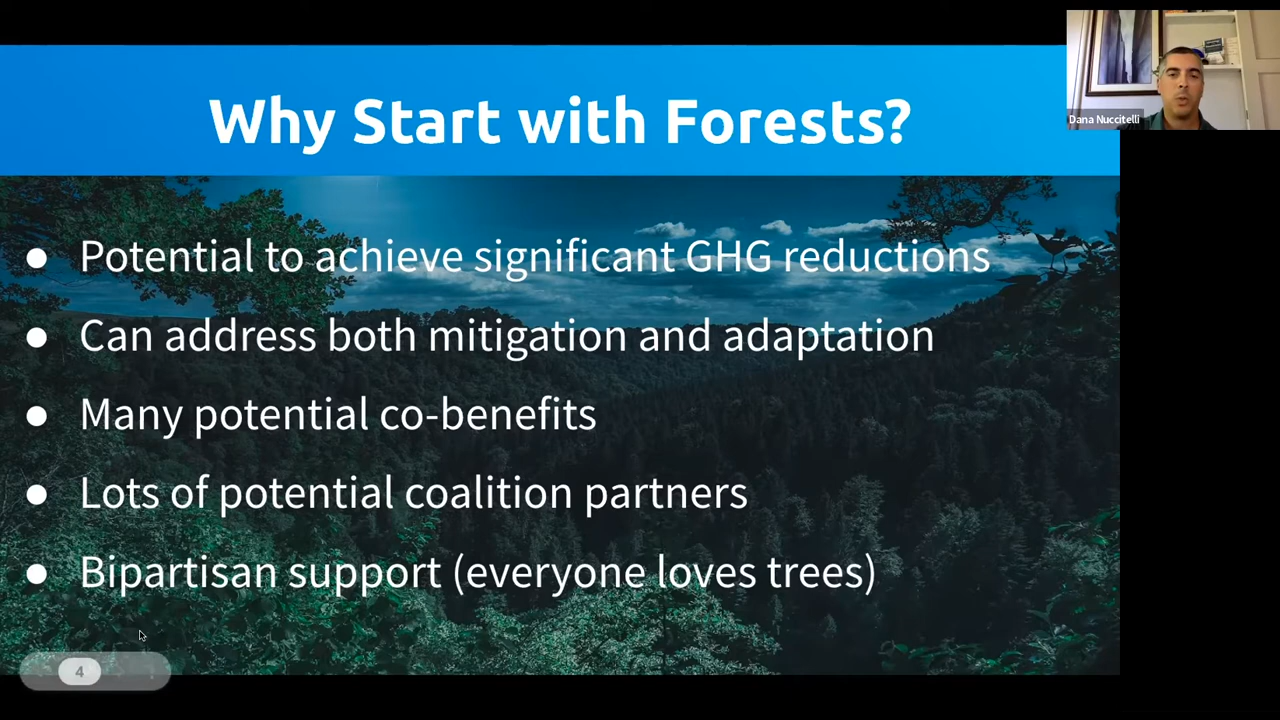 Why Start with Forests?
Dana Nuccitelli
● Potential to achieve significant GHG reductions
● Can address both mitigation and adaptation
● Many potential co-benefits
● Lots of potential coalition partners
● Bipartisan support (everyone loves trees)
4